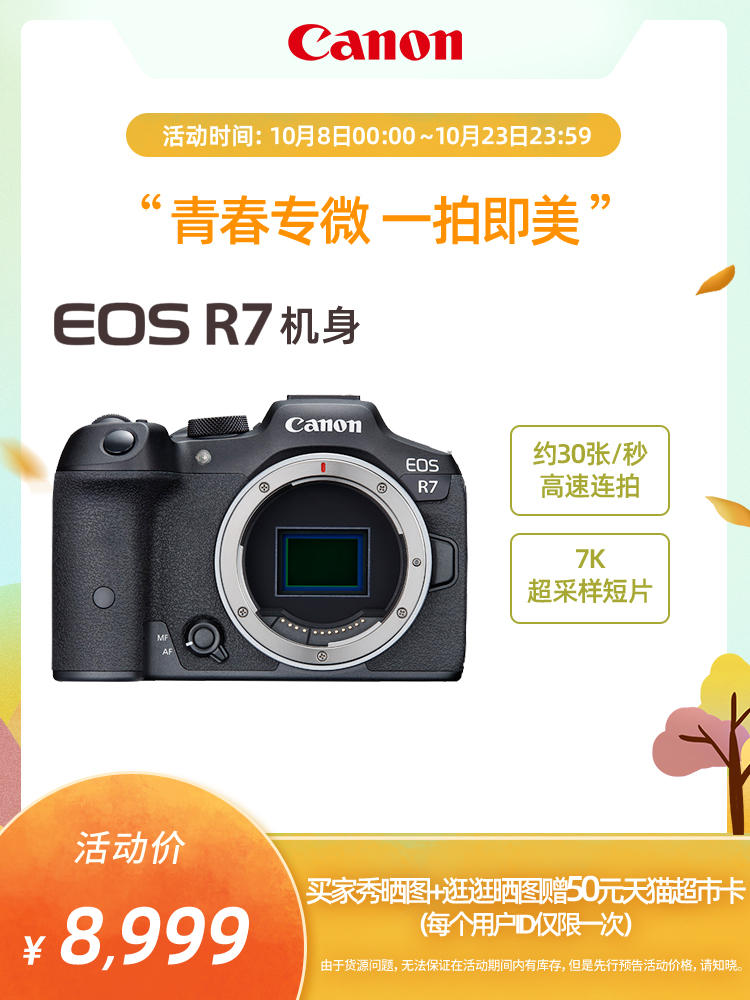 Canon
活动时间: 10月8日00:00 ~10月23日23:59
“青春专微 一拍即美”
EOS R7 机身
Canon
EOS
R7
MF
AF
约30张/秒
高速连拍
7K
超采样短片
活动价
¥ 8,999
买家秀晒图+逛逛晒图赠50元天猫超市卡
(每个用户ID仅限一次)
由于货源问题,无法保证在活动期间内有库存,但是先行预告活动价格,请知晓。